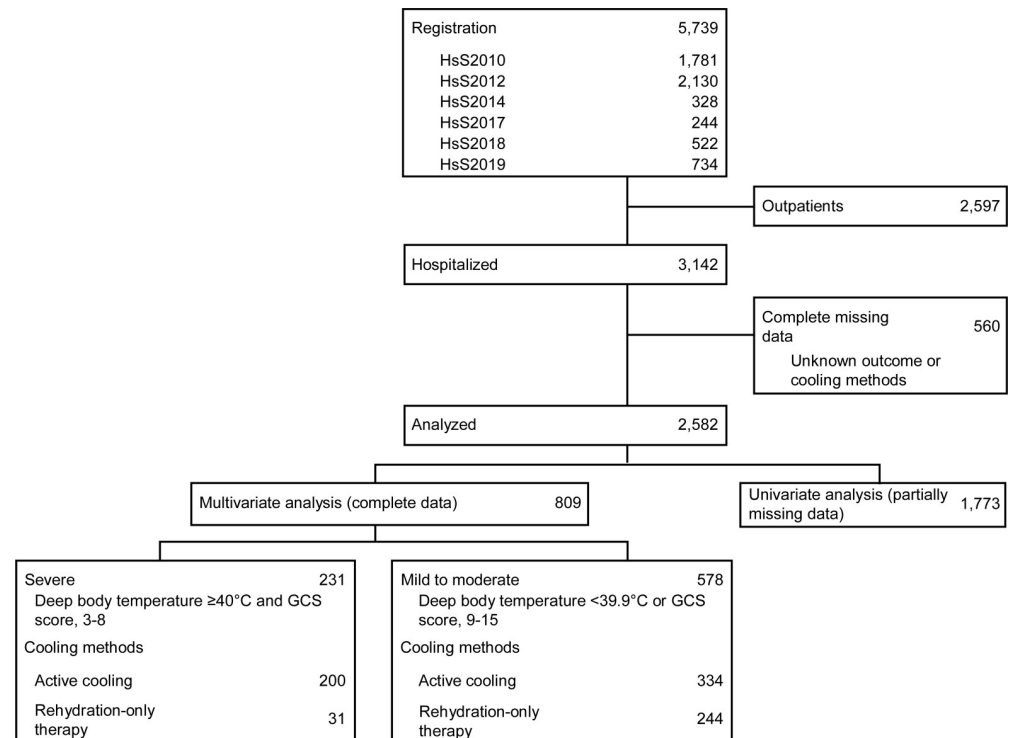 Registration 5,739
HsS2010 1,781
HsS2012 2,130
HsS2014 328
HsS2017 244
HsS2018 522
HsS2019 734
Outpatients 2,597
Hospitalized 3,142
Complete missing
data 560
Unknown outcome or
cooling methods
Analyzed 2,582
Multivariate analysis (complete data) 809
Univariate analysis (partially
missing data) 1,773
Severe 231
Deep body temperature ≥40°C and GCS
score, 3-8
Cooling methods
Active cooling 200
Rehydration-only
therapy 31
Mild to moderate 578
Deep body temperature <39.9°C or GCS
score, 9-15
Cooling methods
Active cooling 334
Rehydration-only
therapy 244